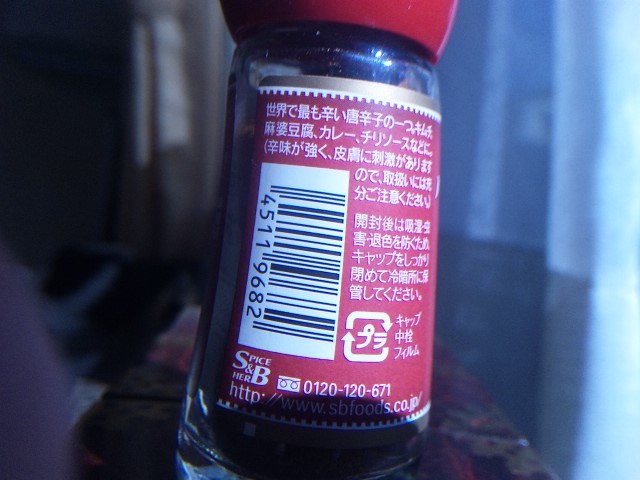 世界で最も辛い唐辛子の一つ。キムチ、
麻婆豆腐、カレー、チリソースなどに。
(辛味が強く、皮膚に刺激があります
ので、取扱いには充
分ご注意ください。)
開封後は吸湿・虫
害・退色を防ぐため、
キャップをしっかり
閉めて冷暗所に保
管してください。
4511 9682
プラ
キャップ
中栓
フィルム
SPICE
S&B
HERB
0120-120-671
http://www.sbfoods.co.jp/